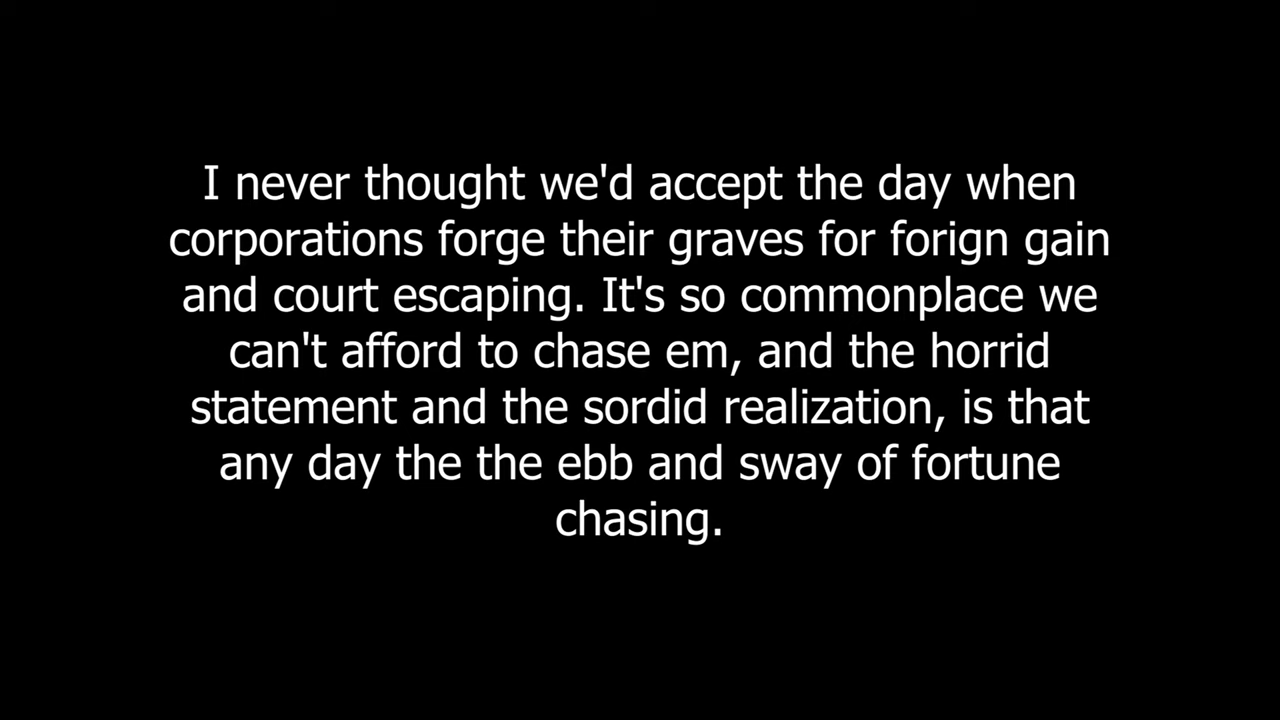 I never thought we'd accept the day when
corporations forge their graves for forign gain
and court escaping. It's so commonplace we
can't afford to chase em, and the horrid
statement and the sordid realization, is that
any day the the ebb and sway of fortune
chasing.